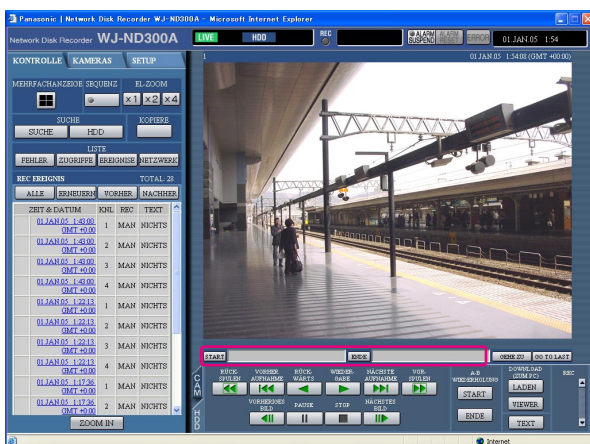 Panasonic | Network Disk Recorder WJ-ND300A - Microsoft Internet Explorer
Network Disk Recorder WJ-ND300A
LIVE HDD REC ALARM SUSPEND ALARM RESET ERROR 01.JAN.05 1:54
KONTROLLE KAMERAS SETUP
1 01.JAN.05 1:54:08 (GMT +00:00)
MEHRFACHANZEIGE SEQUENZ EL-ZOOM
x1 x2 x4
SUCHE KOPIERE
SUCHE HDD
LISTE
FEHLER ZUGRIFFE EREIGNISE NETZWERK
REC EREIGNIS TOTAL: 28
ALLE ERNEUERN VORHER NACHHER
ZEIT & DATUM KNL REC TEXT
01.JAN.05 1:43:00 GMT +0:00 1 MAN NICHTS
01.JAN.05 1:43:00 GMT +0:00 2 MAN NICHTS
01.JAN.05 1:43:00 GMT +0:00 3 MAN NICHTS
01.JAN.05 1:43:00 GMT +0:00 4 MAN NICHTS
01.JAN.05 1:22:13 GMT +0:00 1 MAN NICHTS
01.JAN.05 1:22:13 GMT +0:00 2 MAN NICHTS
01.JAN.05 1:22:13 GMT +0:00 3 MAN NICHTS
01.JAN.05 1:22:13 GMT +0:00 4 MAN NICHTS
01.JAN.05 1:17:36 GMT +0:00 1 MAN NICHTS
01.JAN.05 1:17:36 GMT +0:00 2 MAN NICHTS
ZOOM IN
START ENDE GEHE ZU GO TO LAST
CAM
HDD
RÜCK-SPULEN VORHER AUFNAHME RÜCK-WÄRTS WIEDER-GABE NÄCHSTE AUFNAHME VOR-SPULEN
VORHERIGES BILD PAUSE STOP NÄCHSTES BILD
A-B WIEDERHOLUNG
START
ENDE
DOWNLOAD (ZUM PC)
LADEN
VIEWER
TEXT
REC
Internet